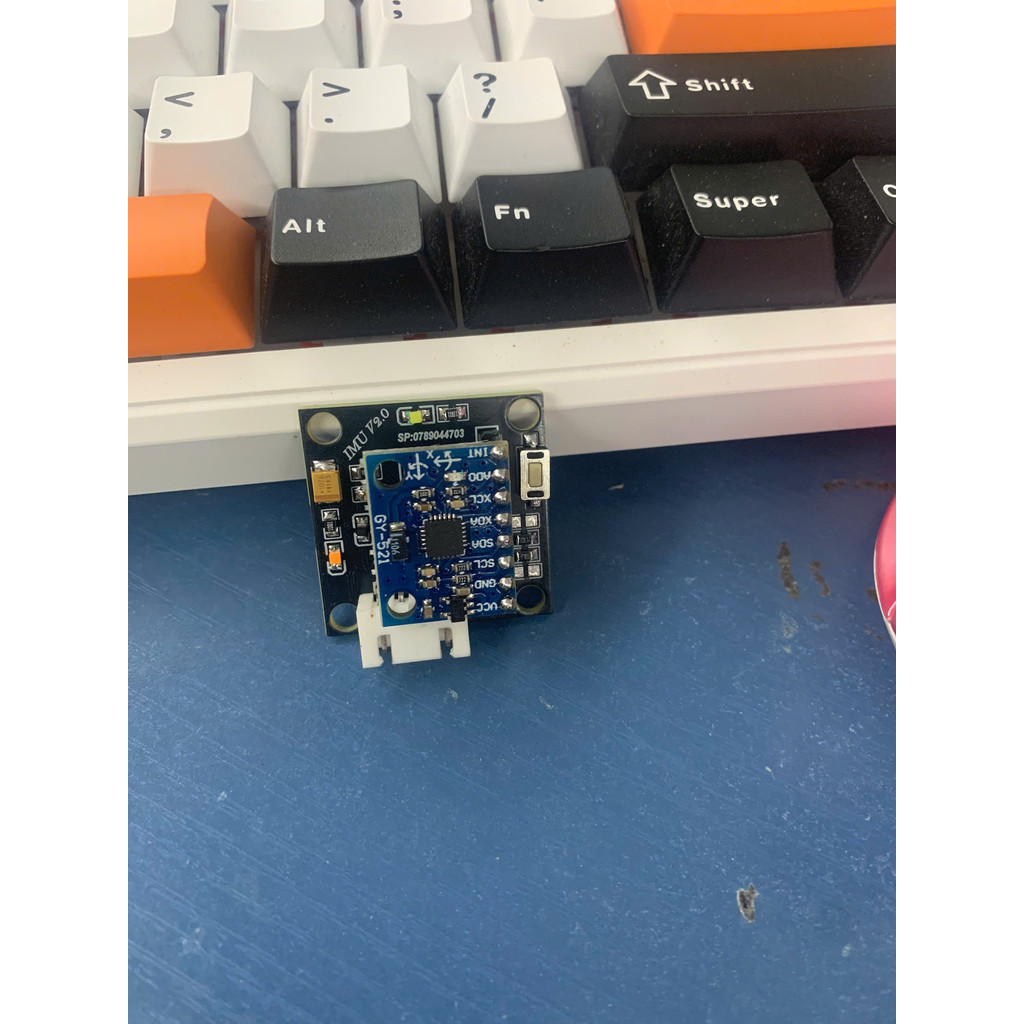 ;
<
,
>
.
?
/
Shift
Alt
Fn
Super
IMU V2.0
SP:0789044703
X
Y
GY-521
INT
AD0
XCL
XDA
SDA
SCL
GND
VCC